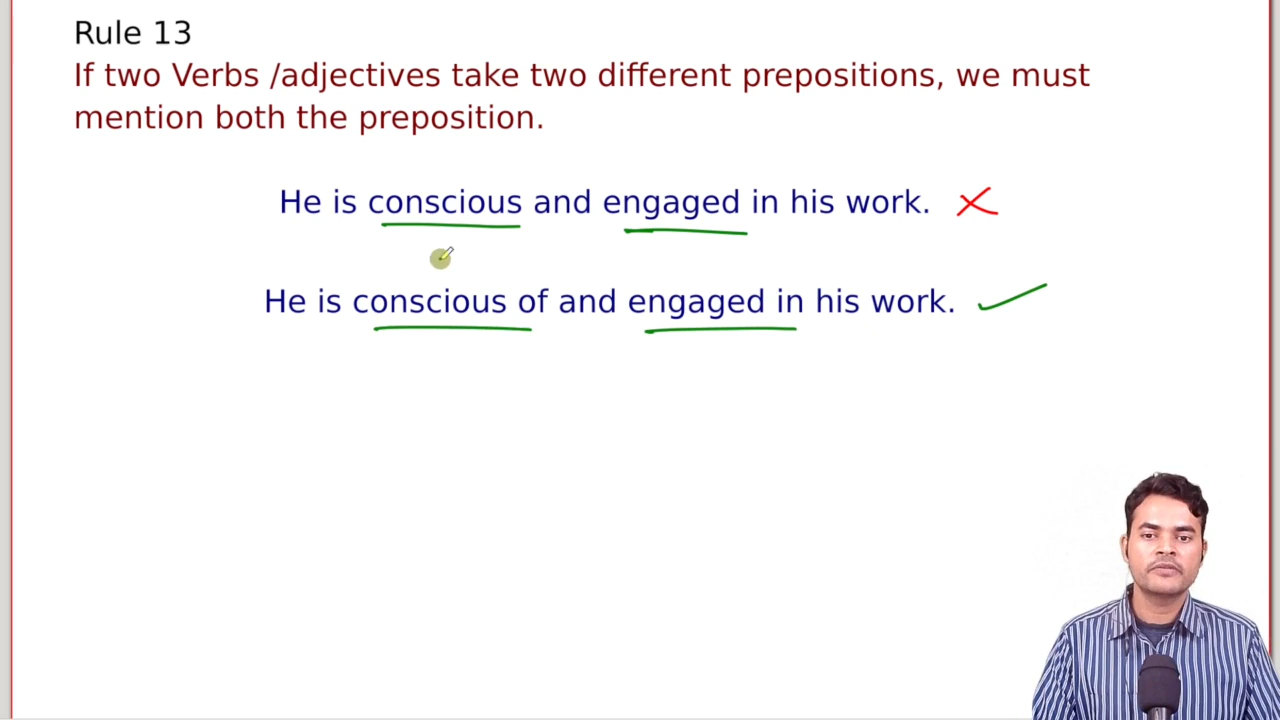 Rule 13
If two Verbs /adjectives take two different prepositions, we must
mention both the preposition.
He is conscious and engaged in his work.
He is conscious of and engaged in his work.